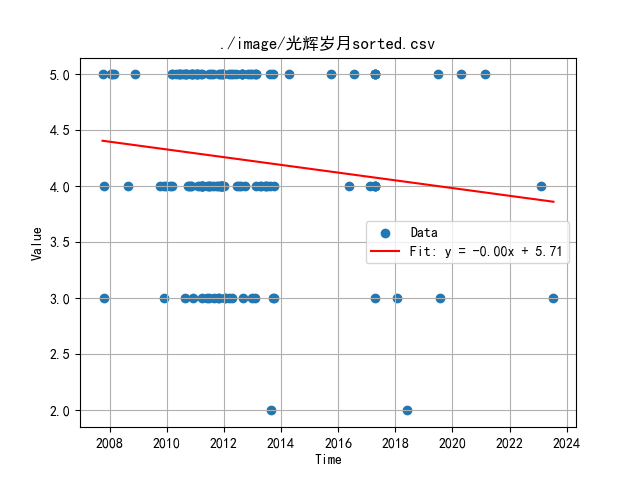 ./image/光辉岁月sorted.csv
5.0
4.5
4.0
3.5
3.0
2.5
2.0
Value
Data
Fit: y = -0.00x + 5.71
2008 2010 2012 2014 2016 2018 2020 2022 2024
Time